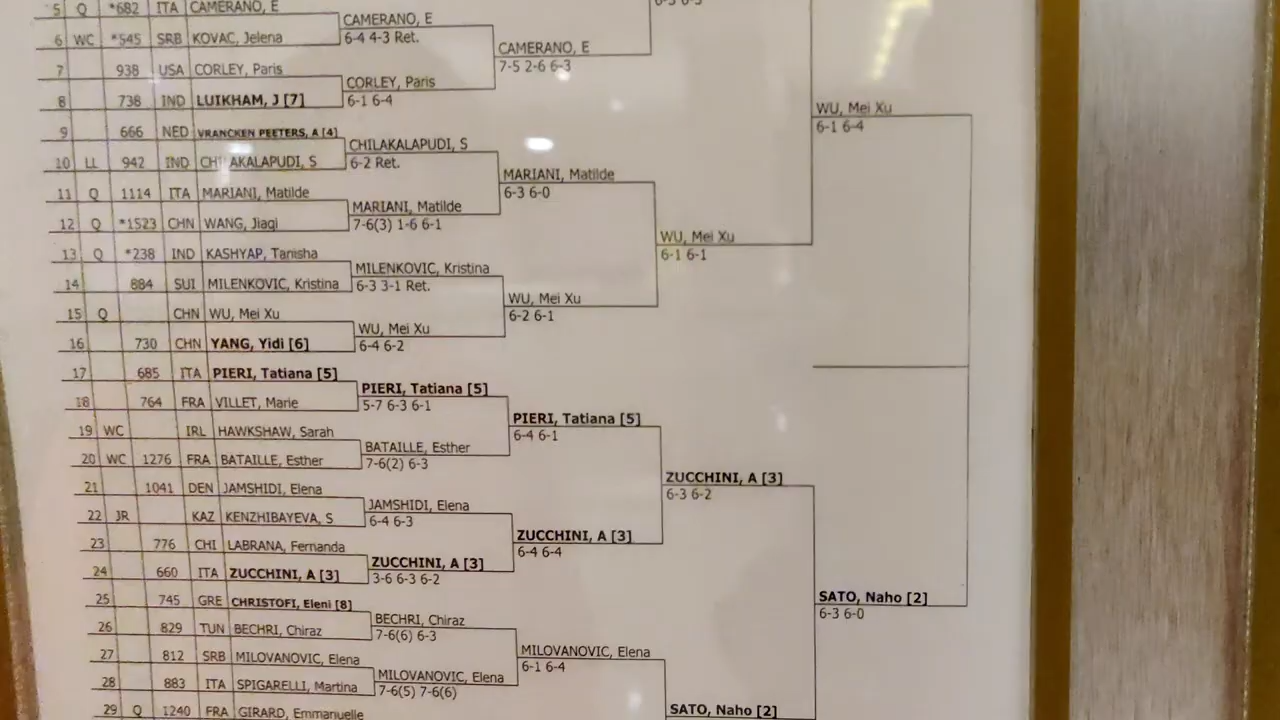 5 Q *682 ITA CAMERANO, E
CAMERANO, E
6 WC *545 SRB KOVAC, Jelena
6-4 4-3 Ret.
CAMERANO, E
7 938 USA CORLEY, Paris
7-5 2-6 6-3
CORLEY, Paris
8 738 IND LUIKHAM, J [7]
6-1 6-4
WU, Mei Xu
6-1 6-4
9 666 NED VRANCKEN PEETERS, A [4]
CHILAKALAPUDI, S
10 LL 942 IND CHILAKALAPUDI, S
6-2 Ret.
MARIANI, Matilde
11 Q 1114 ITA MARIANI, Matilde
6-3 6-0
MARIANI, Matilde
12 Q *1523 CHN WANG, Jiaqi
7-6(3) 1-6 6-1
WU, Mei Xu
13 Q *238 IND KASHYAP, Tanisha
6-1 6-1
MILENKOVIC, Kristina
14 884 SUI MILENKOVIC, Kristina
6-3 3-1 Ret.
WU, Mei Xu
15 Q CHN WU, Mei Xu
6-2 6-1
WU, Mei Xu
16 730 CHN YANG, Yidi [6]
6-4 6-2
17 685 ITA PIERI, Tatiana [5]
PIERI, Tatiana [5]
18 764 FRA VILLET, Marie
5-7 6-3 6-1
PIERI, Tatiana [5]
19 WC IRL HAWKSHAW, Sarah
6-4 6-1
BATAILLE, Esther
20 WC 1276 FRA BATAILLE, Esther
7-6(2) 6-3
ZUCCHINI, A [3]
21 1041 DEN JAMSHIDI, Elena
6-3 6-2
JAMSHIDI, Elena
22 JR KAZ KENZHIBAYEVA, S
6-4 6-3
ZUCCHINI, A [3]
23 776 CHI LABRANA, Fernanda
6-4 6-4
ZUCCHINI, A [3]
24 660 ITA ZUCCHINI, A [3]
3-6 6-3 6-2
SATO, Naho [2]
25 745 GRE CHRISTOFI, Eleni [8]
6-3 6-0
BECHRI, Chiraz
26 829 TUN BECHRI, Chiraz
7-6(6) 6-3
MILOVANOVIC, Elena
27 812 SRB MILOVANOVIC, Elena
6-1 6-4
MILOVANOVIC, Elena
28 883 ITA SPIGARELLI, Martina
7-6(5) 7-6(6)
SATO, Naho [2]
29 Q 1240 FRA GIRARD, Emmanuelle